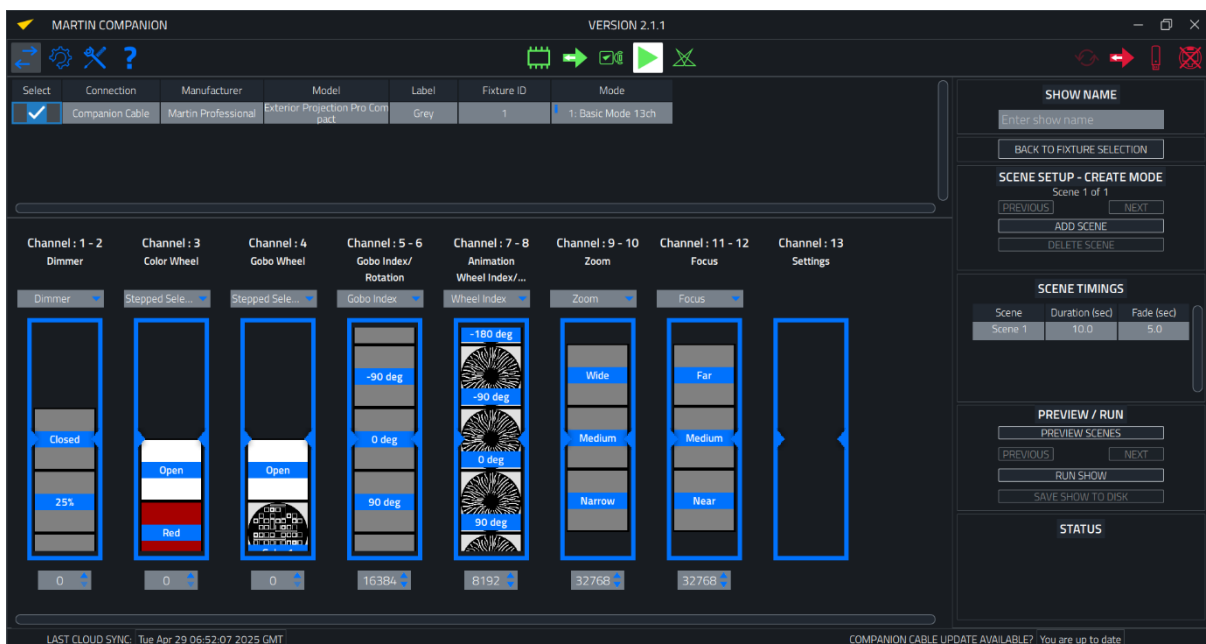 MARTIN COMPANION
VERSION 2.1.1
Select Connection Manufacturer Model Label Fixture ID Mode
Companion Cable Martin Professional Exterior Projection Pro Com
pact Grey 1 1: Basic Mode 13ch
SHOW NAME
Enter show name
BACK TO FIXTURE SELECTION
SCENE SETUP - CREATE MODE
Scene 1 of 1
PREVIOUS NEXT
ADD SCENE
DELETE SCENE
SCENE TIMINGS
Scene Duration (sec) Fade (sec)
Scene 1 10.0 5.0
PREVIEW / RUN
PREVIEW SCENES
PREVIOUS NEXT
RUN SHOW
SAVE SHOW TO DISK
STATUS
Channel : 1 - 2
Dimmer
Dimmer
Closed
25%
0
Channel : 3
Color Wheel
Stepped Sele...
Open
Red
0
Channel : 4
Gobo Wheel
Stepped Sele...
Open
0
Channel : 5 - 6
Gobo Index/
Rotation
Gobo Index
-90 deg
0 deg
90 deg
16384
Channel : 7 - 8
Animation
Wheel Index/...
Wheel Index
-180 deg
-90 deg
0 deg
90 deg
8192
Channel : 9 - 10
Zoom
Zoom
Wide
Medium
Narrow
32768
Channel : 11 - 12
Focus
Focus
Far
Medium
Near
32768
Channel : 13
Settings
LAST CLOUD SYNC: Tue Apr 29 06:52:07 2025 GMT
COMPANION CABLE UPDATE AVAILABLE? You are up to date